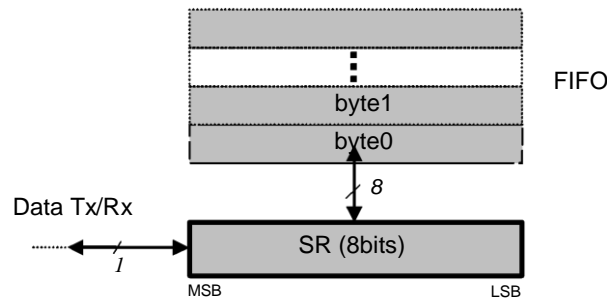 FIFO
byte1
byte0
8
Data Tx/Rx
1
SR (8bits)
MSB
LSB